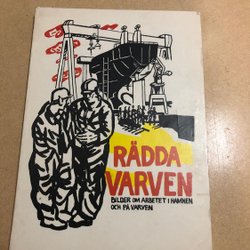 RÄDDA
VARVEN
BILDER OM ARBETET I HAMNEN
OCH PÅ VARVEN